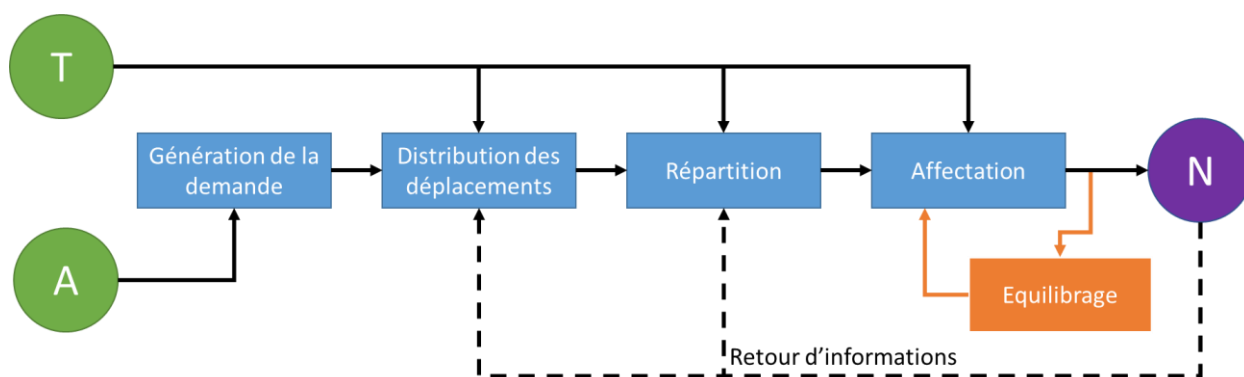 T
Génération de la
demande
Distribution des
déplacements
Répartition
Affectation
N
A
Equilibrage
Retour d’informations